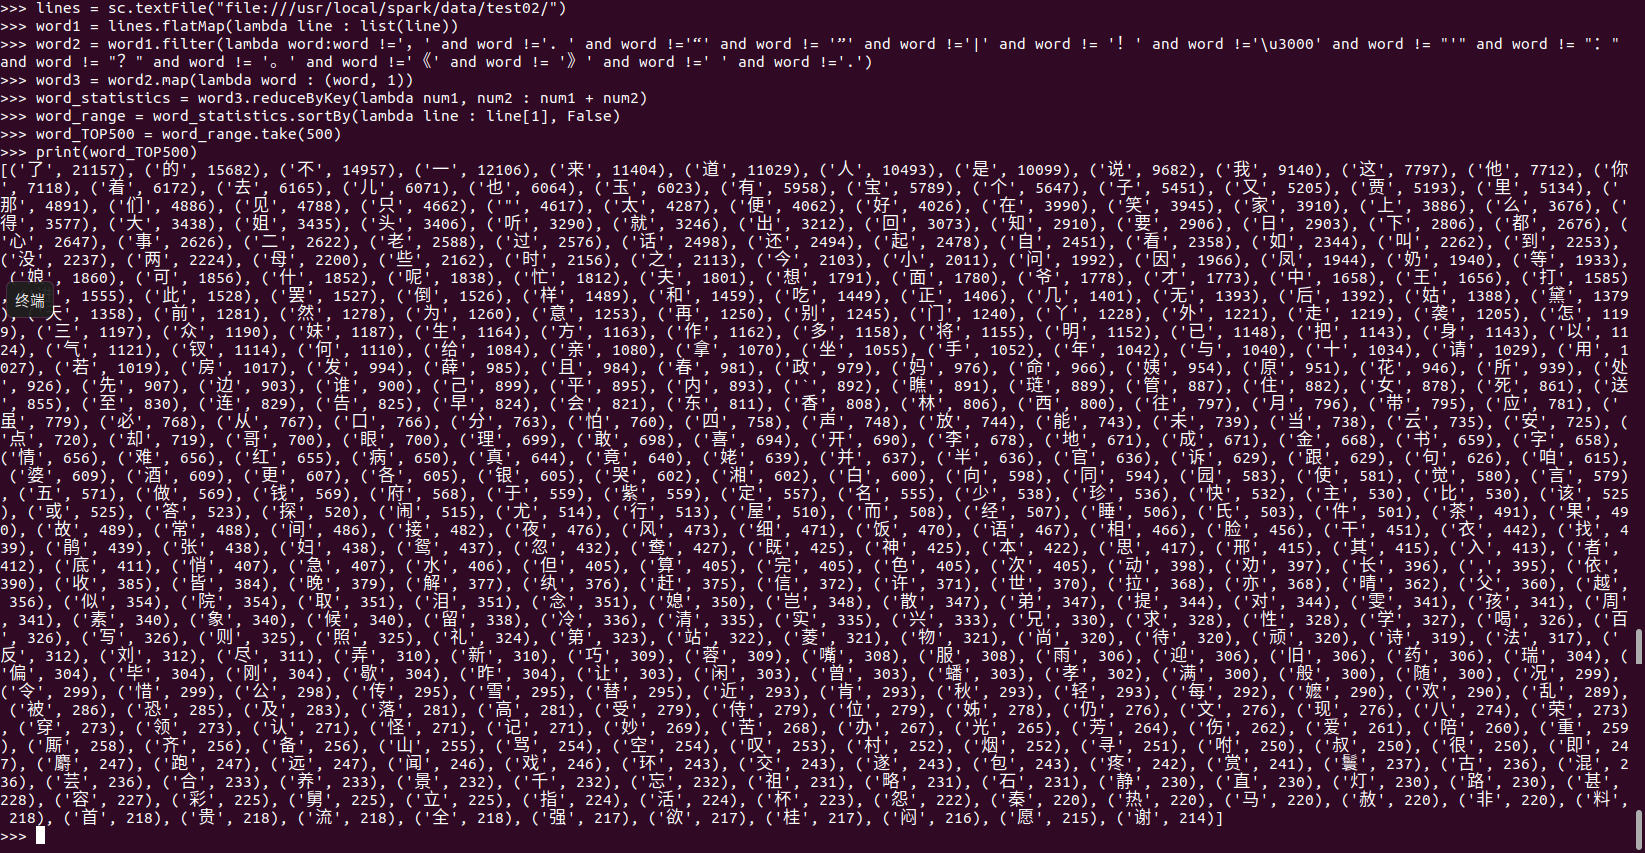 >>> lines = sc.textFile("file:///usr/local/spark/data/test02/")
>>> word1 = lines.flatMap(lambda line : list(line))
>>> word2 = word1.filter(lambda word:word !='，' and word !='．' and word !='“' and word != '”' and word !='|' and word != '！' and word !='\u3000' and word != "'" and word != "："
and word != "？" and word != '。' and word !='《' and word != '》' and word !=' ' and word !='.')
>>> word3 = word2.map(lambda word : (word, 1))
>>> word_statistics = word3.reduceByKey(lambda num1, num2 : num1 + num2)
>>> word_range = word_statistics.sortBy(lambda line : line[1], False)
>>> word_TOP500 = word_range.take(500)
>>> print(word_TOP500)
[('了', 21157), ('的', 15682), ('不', 14957), ('一', 12106), ('来', 11404), ('道', 11029), ('人', 10493), ('是', 10099), ('说', 9682), ('我', 9140), ('这', 7797), ('他', 7712), ('你
', 7118), ('着', 6172), ('去', 6165), ('儿', 6071), ('也', 6064), ('玉', 6023), ('有', 5958), ('宝', 5789), ('个', 5647), ('子', 5451), ('又', 5205), ('贾', 5193), ('里', 5134), ('
那', 4891), ('们', 4886), ('见', 4788), ('只', 4662), ('"', 4617), ('太', 4287), ('便', 4062), ('好', 4026), ('在', 3990), ('笑', 3945), ('家', 3910), ('上', 3886), ('么', 3676), ('
得', 3577), ('大', 3438), ('姐', 3435), ('头', 3406), ('听', 3290), ('就', 3246), ('出', 3212), ('回', 3073), ('知', 2910), ('要', 2906), ('日', 2903), ('下', 2806), ('都', 2676), (
'心', 2647), ('事', 2626), ('二', 2622), ('老', 2588), ('过', 2576), ('话', 2498), ('还', 2494), ('起', 2478), ('自', 2451), ('看', 2358), ('如', 2344), ('叫', 2262), ('到', 2253),
('没', 2237), ('两', 2224), ('母', 2200), ('些', 2162), ('时', 2156), ('之', 2113), ('今', 2103), ('小', 2011), ('问', 1992), ('因', 1966), ('凤', 1944), ('奶', 1940), ('等', 1933),
('娘', 1860), ('可', 1856), ('什', 1852), ('呢', 1838), ('忙', 1812), ('夫', 1801), ('想', 1791), ('面', 1780), ('爷', 1778), ('才', 1773), ('中', 1658), ('王', 1656), ('打', 1585)
终端
, 1555), ('此', 1528), ('罢', 1527), ('倒', 1526), ('样', 1489), ('和', 1459), ('吃', 1449), ('正', 1406), ('几', 1401), ('无', 1393), ('后', 1392), ('姑', 1388), ('黛', 1379
), ('天', 1358), ('前', 1281), ('然', 1278), ('为', 1260), ('意', 1253), ('再', 1250), ('别', 1245), ('门', 1240), ('丫', 1228), ('外', 1221), ('走', 1219), ('袭', 1205), ('怎', 119
9), ('三', 1197), ('众', 1190), ('妹', 1187), ('生', 1164), ('方', 1163), ('作', 1162), ('多', 1158), ('将', 1155), ('明', 1152), ('已', 1148), ('把', 1143), ('身', 1143), ('以', 11
24), ('气', 1121), ('钗', 1114), ('何', 1110), ('给', 1084), ('亲', 1080), ('拿', 1070), ('坐', 1055), ('手', 1052), ('年', 1042), ('与', 1040), ('十', 1034), ('请', 1029), ('用', 1
027), ('若', 1019), ('房', 1017), ('发', 994), ('薛', 985), ('且', 984), ('春', 981), ('政', 979), ('妈', 976), ('命', 966), ('姨', 954), ('原', 951), ('花', 946), ('所', 939), ('处
', 926), ('先', 907), ('边', 903), ('谁', 900), ('己', 899), ('平', 895), ('内', 893), ('`', 892), ('瞧', 891), ('琏', 889), ('管', 887), ('住', 882), ('女', 878), ('死', 861), ('送
', 855), ('至', 830), ('连', 829), ('告', 825), ('早', 824), ('会', 821), ('东', 811), ('香', 808), ('林', 806), ('西', 800), ('往', 797), ('月', 796), ('带', 795), ('应', 781), ('
虽', 779), ('必', 768), ('从', 767), ('口', 766), ('分', 763), ('怕', 760), ('四', 758), ('声', 748), ('放', 744), ('能', 743), ('未', 739), ('当', 738), ('云', 735), ('安', 725), (
'点', 720), ('却', 719), ('哥', 700), ('眼', 700), ('理', 699), ('敢', 698), ('喜', 694), ('开', 690), ('李', 678), ('地', 671), ('成', 671), ('金', 668), ('书', 659), ('字', 658),
('情', 656), ('难', 656), ('红', 655), ('病', 650), ('真', 644), ('竟', 640), ('姥', 639), ('并', 637), ('半', 636), ('官', 636), ('诉', 629), ('跟', 629), ('句', 626), ('咱', 615),
('婆', 609), ('酒', 609), ('更', 607), ('各', 605), ('银', 605), ('哭', 602), ('湘', 602), ('白', 600), ('向', 598), ('同', 594), ('园', 583), ('使', 581), ('觉', 580), ('言', 579)
, ('五', 571), ('做', 569), ('钱', 569), ('府', 568), ('于', 559), ('紫', 559), ('定', 557), ('名', 555), ('少', 538), ('珍', 536), ('快', 532), ('主', 530), ('比', 530), ('该', 525
), ('或', 525), ('答', 523), ('探', 520), ('闹', 515), ('尤', 514), ('行', 513), ('屋', 510), ('而', 508), ('经', 507), ('睡', 506), ('氏', 503), ('件', 501), ('茶', 491), ('果', 49
0), ('故', 489), ('常', 488), ('间', 486), ('接', 482), ('夜', 476), ('风', 473), ('细', 471), ('饭', 470), ('语', 467), ('相', 466), ('脸', 456), ('干', 451), ('衣', 442), ('找', 4
39), ('鹃', 439), ('张', 438), ('妇', 438), ('鸳', 437), ('忽', 432), ('鸯', 427), ('既', 425), ('神', 425), ('本', 422), ('思', 417), ('邢', 415), ('其', 415), ('入', 413), ('者',
412), ('底', 411), ('悄', 407), ('急', 407), ('水', 406), ('但', 405), ('算', 405), ('完', 405), ('色', 405), ('次', 405), ('动', 398), ('劝', 397), ('长', 396), ('、', 395), ('依',
390), ('收', 385), ('皆', 384), ('晚', 379), ('解', 377), ('纨', 376), ('赶', 375), ('信', 372), ('许', 371), ('世', 370), ('拉', 368), ('亦', 368), ('晴', 362), ('父', 360), ('越',
356), ('似', 354), ('院', 354), ('取', 351), ('泪', 351), ('念', 351), ('媳', 350), ('岂', 348), ('散', 347), ('弟', 347), ('提', 344), ('对', 344), ('雯', 341), ('孩', 341), ('周'
, 341), ('素', 340), ('象', 340), ('候', 340), ('留', 338), ('冷', 336), ('清', 335), ('实', 335), ('兴', 333), ('兄', 330), ('求', 328), ('性', 328), ('学', 327), ('喝', 326), ('百
', 326), ('写', 326), ('则', 325), ('照', 325), ('礼', 324), ('第', 323), ('站', 322), ('菱', 321), ('物', 321), ('尚', 320), ('待', 320), ('顽', 320), ('诗', 319), ('法', 317), ('
反', 312), ('刘', 312), ('尽', 311), ('弄', 310), ('新', 310), ('巧', 309), ('蓉', 309), ('嘴', 308), ('服', 308), ('雨', 306), ('迎', 306), ('旧', 306), ('药', 306), ('瑞', 304), (
'偏', 304), ('毕', 304), ('刚', 304), ('歇', 304), ('昨', 304), ('让', 303), ('闲', 303), ('曾', 303), ('蟠', 303), ('孝', 302), ('满', 300), ('般', 300), ('随', 300), ('况', 299),
('令', 299), ('惜', 299), ('公', 298), ('传', 295), ('雪', 295), ('替', 295), ('近', 293), ('肯', 293), ('秋', 293), ('轻', 293), ('每', 292), ('嬷', 290), ('欢', 290), ('乱', 289),
('被', 286), ('恐', 285), ('及', 283), ('落', 281), ('高', 281), ('受', 279), ('侍', 279), ('位', 279), ('姊', 278), ('仍', 276), ('文', 276), ('现', 276), ('八', 274), ('荣', 273)
, ('穿', 273), ('领', 273), ('认', 271), ('怪', 271), ('记', 271), ('妙', 269), ('苦', 268), ('办', 267), ('光', 265), ('芳', 264), ('伤', 262), ('爱', 261), ('陪', 260), ('重', 259
), ('厮', 258), ('齐', 256), ('备', 256), ('山', 255), ('骂', 254), ('空', 254), ('叹', 253), ('村', 252), ('烟', 252), ('寻', 251), ('咐', 250), ('叔', 250), ('很', 250), ('即', 24
7), ('麝', 247), ('跑', 247), ('远', 247), ('闻', 246), ('戏', 246), ('环', 243), ('交', 243), ('遂', 243), ('包', 243), ('疼', 242), ('赏', 241), ('鬟', 237), ('古', 236), ('混', 2
36), ('芸', 236), ('合', 233), ('养', 233), ('景', 232), ('千', 232), ('忘', 232), ('祖', 231), ('略', 231), ('石', 231), ('静', 230), ('直', 230), ('灯', 230), ('路', 230), ('甚',
228), ('容', 227), ('彩', 225), ('舅', 225), ('立', 225), ('指', 224), ('活', 224), ('杯', 223), ('怨', 222), ('秦', 220), ('热', 220), ('马', 220), ('赦', 220), ('非', 220), ('料',
218), ('首', 218), ('贵', 218), ('流', 218), ('全', 218), ('强', 217), ('欲', 217), ('桂', 217), ('闷', 216), ('愿', 215), ('谢', 214)]
>>>